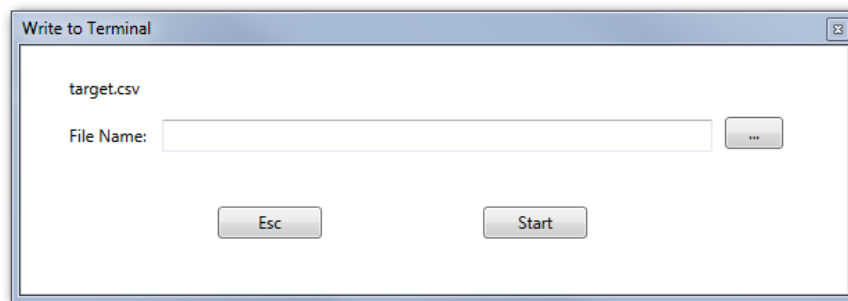 Write to Terminal
target.csv
File Name:
...
Esc Start